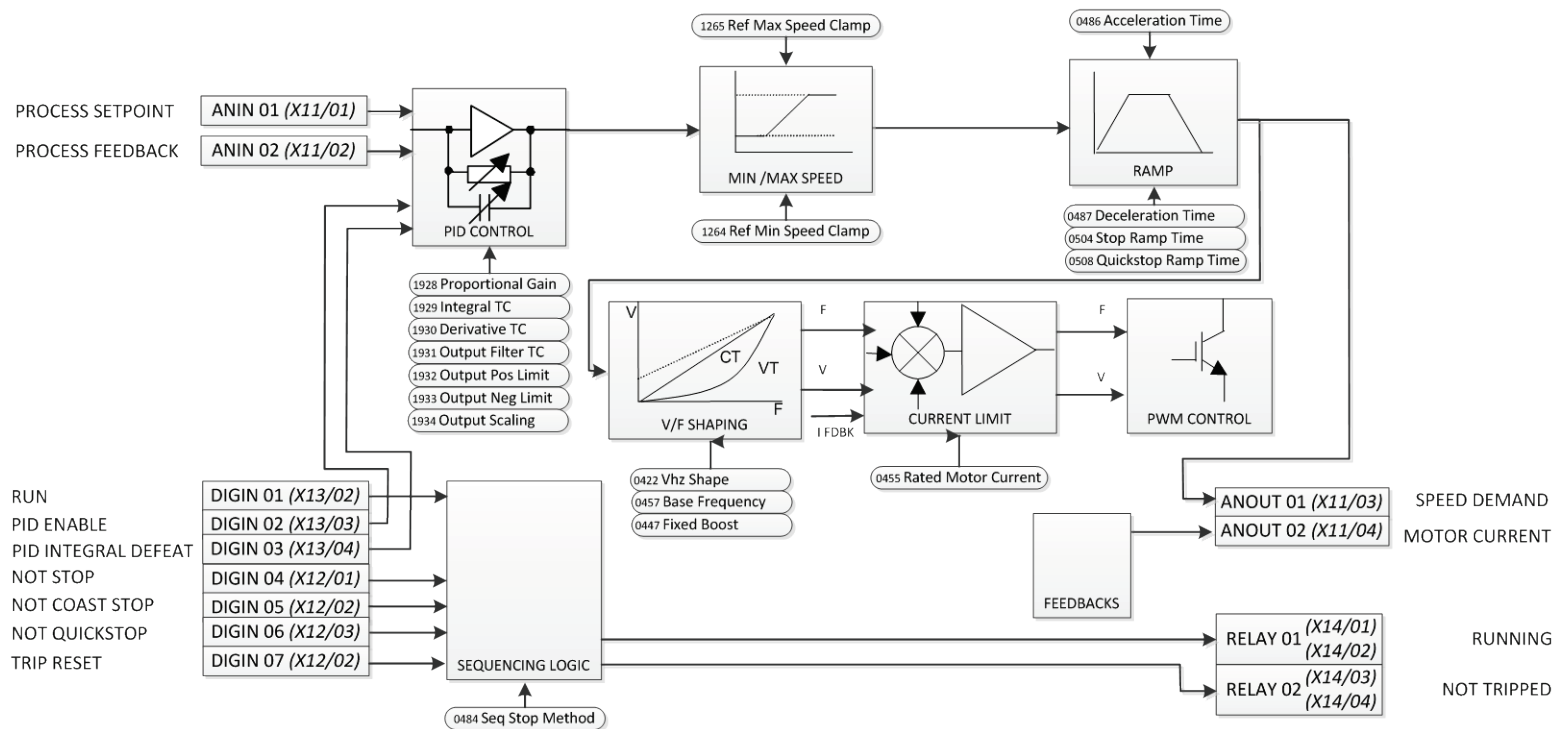 1265 Ref Max Speed Clamp
0486 Acceleration Time
PROCESS SETPOINT
ANIN 01 (X11/01)
PROCESS FEEDBACK
ANIN 02 (X11/02)
PID CONTROL
MIN /MAX SPEED
RAMP
1264 Ref Min Speed Clamp
0487 Deceleration Time
0504 Stop Ramp Time
0508 Quickstop Ramp Time
1928 Proportional Gain
1929 Integral TC
1930 Derivative TC
1931 Output Filter TC
1932 Output Pos Limit
1933 Output Neg Limit
1934 Output Scaling
V
CT
VT
F
V/F SHAPING
F
V
I FDBK
CURRENT LIMIT
F
V
PWM CONTROL
0422 Vhz Shape
0457 Base Frequency
0447 Fixed Boost
0455 Rated Motor Current
RUN
DIGIN 01 (X13/02)
PID ENABLE
DIGIN 02 (X13/03)
PID INTEGRAL DEFEAT
DIGIN 03 (X13/04)
NOT STOP
DIGIN 04 (X12/01)
NOT COAST STOP
DIGIN 05 (X12/02)
NOT QUICKSTOP
DIGIN 06 (X12/03)
TRIP RESET
DIGIN 07 (X12/02)
SEQUENCING LOGIC
0484 Seq Stop Method
FEEDBACKS
ANOUT 01 (X11/03)
SPEED DEMAND
ANOUT 02 (X11/04)
MOTOR CURRENT
RELAY 01 (X14/01)
(X14/02)
RUNNING
RELAY 02 (X14/03)
(X14/04)
NOT TRIPPED